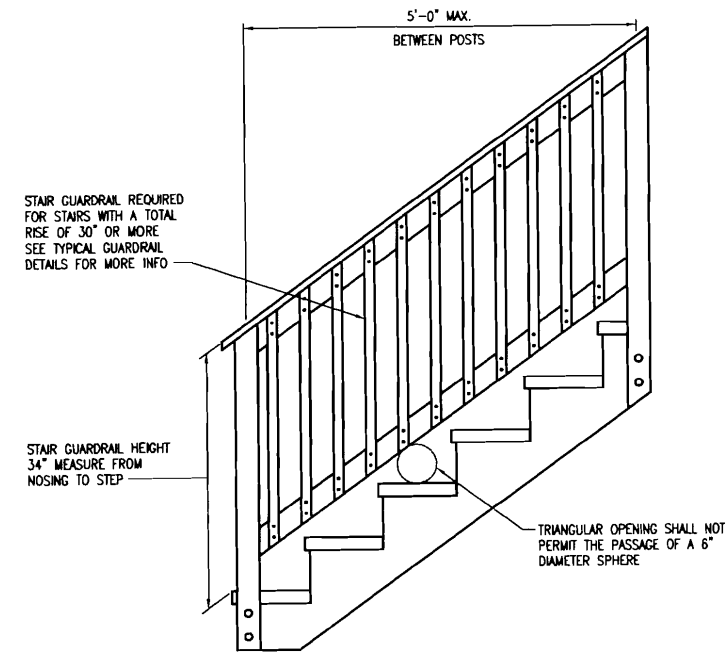 5'-0" MAX.
BETWEEN POSTS
STAIR GUARDRAIL REQUIRED
FOR STAIRS WITH A TOTAL
RISE OF 30" OR MORE
SEE TYPICAL GUARDRAIL
DETAILS FOR MORE INFO
STAIR GUARDRAIL HEIGHT
34" MEASURE FROM
NOSING TO STEP
TRIANGULAR OPENING SHALL NOT
PERMIT THE PASSAGE OF A 6"
DIAMETER SPHERE